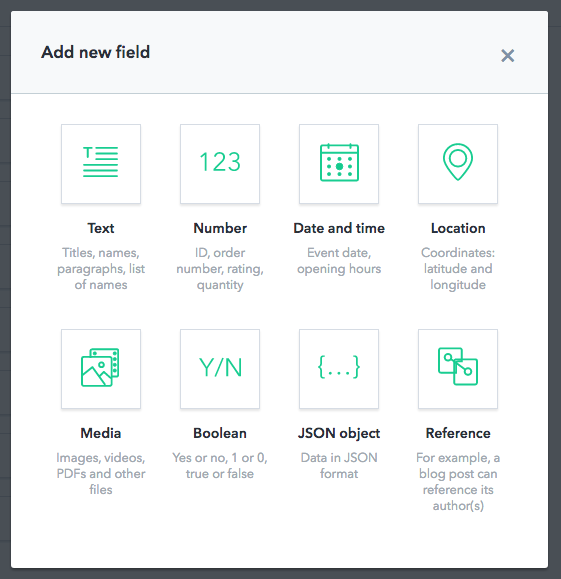 Add new field
T
123
Text
Number
Date and time
Location
Titles, names,
paragraphs, list
of names
ID, order
number, rating,
quantity
Event date,
opening hours
Coordinates:
latitude and
longitude
Y/N
{...}
Media
Boolean
JSON object
Reference
Images, videos,
PDFs and other
files
Yes or no, 1 or 0,
true or false
Data in JSON
format
For example, a
blog post can
reference its
author(s)